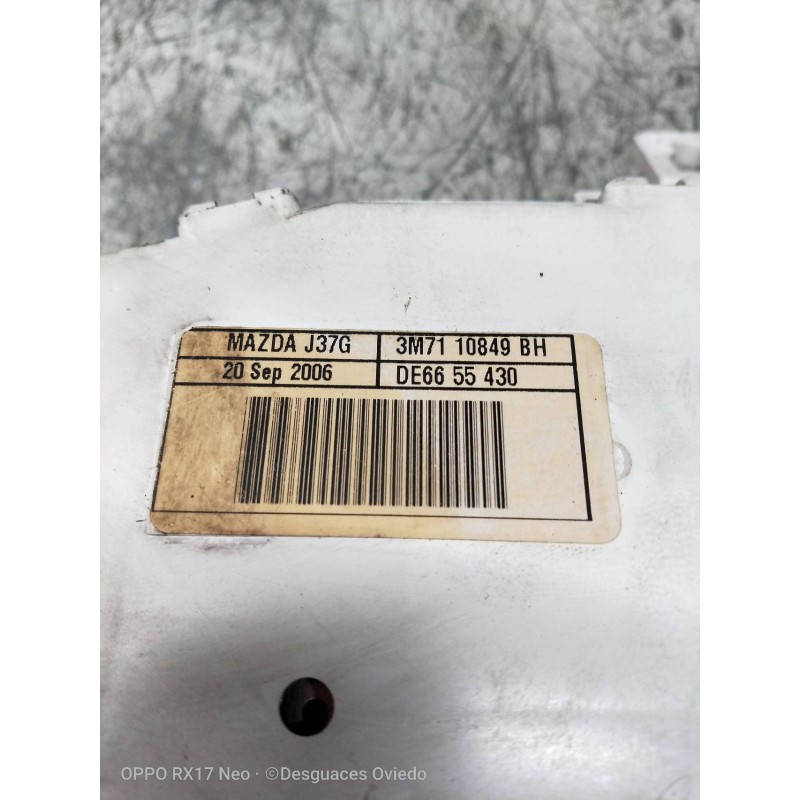 MAZDA J37G 3M71 10849 BH
20 Sep 2006 DE66 55 430
OPPO RX17 Neo · ©Desguaces Oviedo